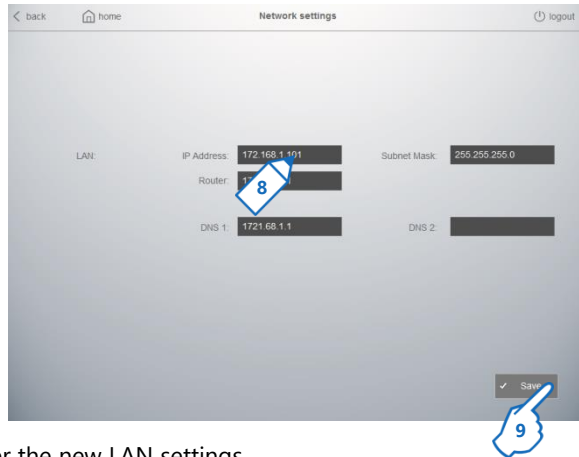 back home Network settings logout
LAN: IP Address: 172.168.1.101 Subnet Mask: 255.255.255.0
Router:
8
DNS 1: 1721.68.1.1 DNS 2:
Save
9
the new LAN settings